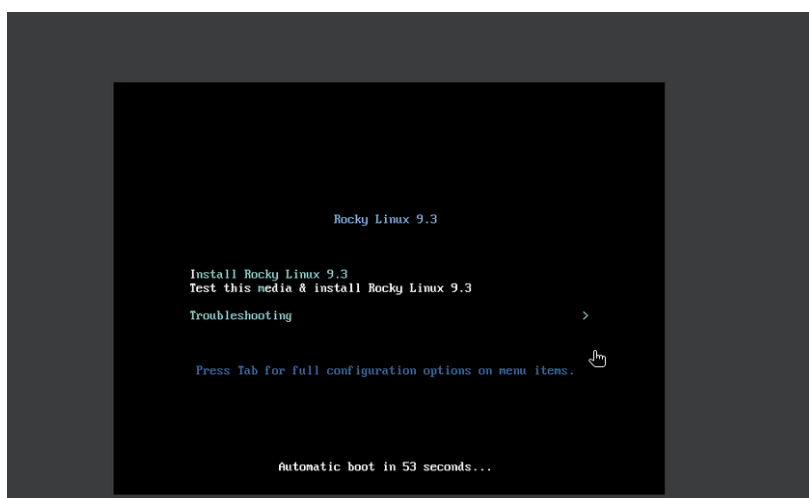 Rocky Linux 9.3
Install Rocky Linux 9.3
Test this media & install Rocky Linux 9.3
Troubleshooting >
Press Tab for full configuration options on menu items.
Automatic boot in 53 seconds...